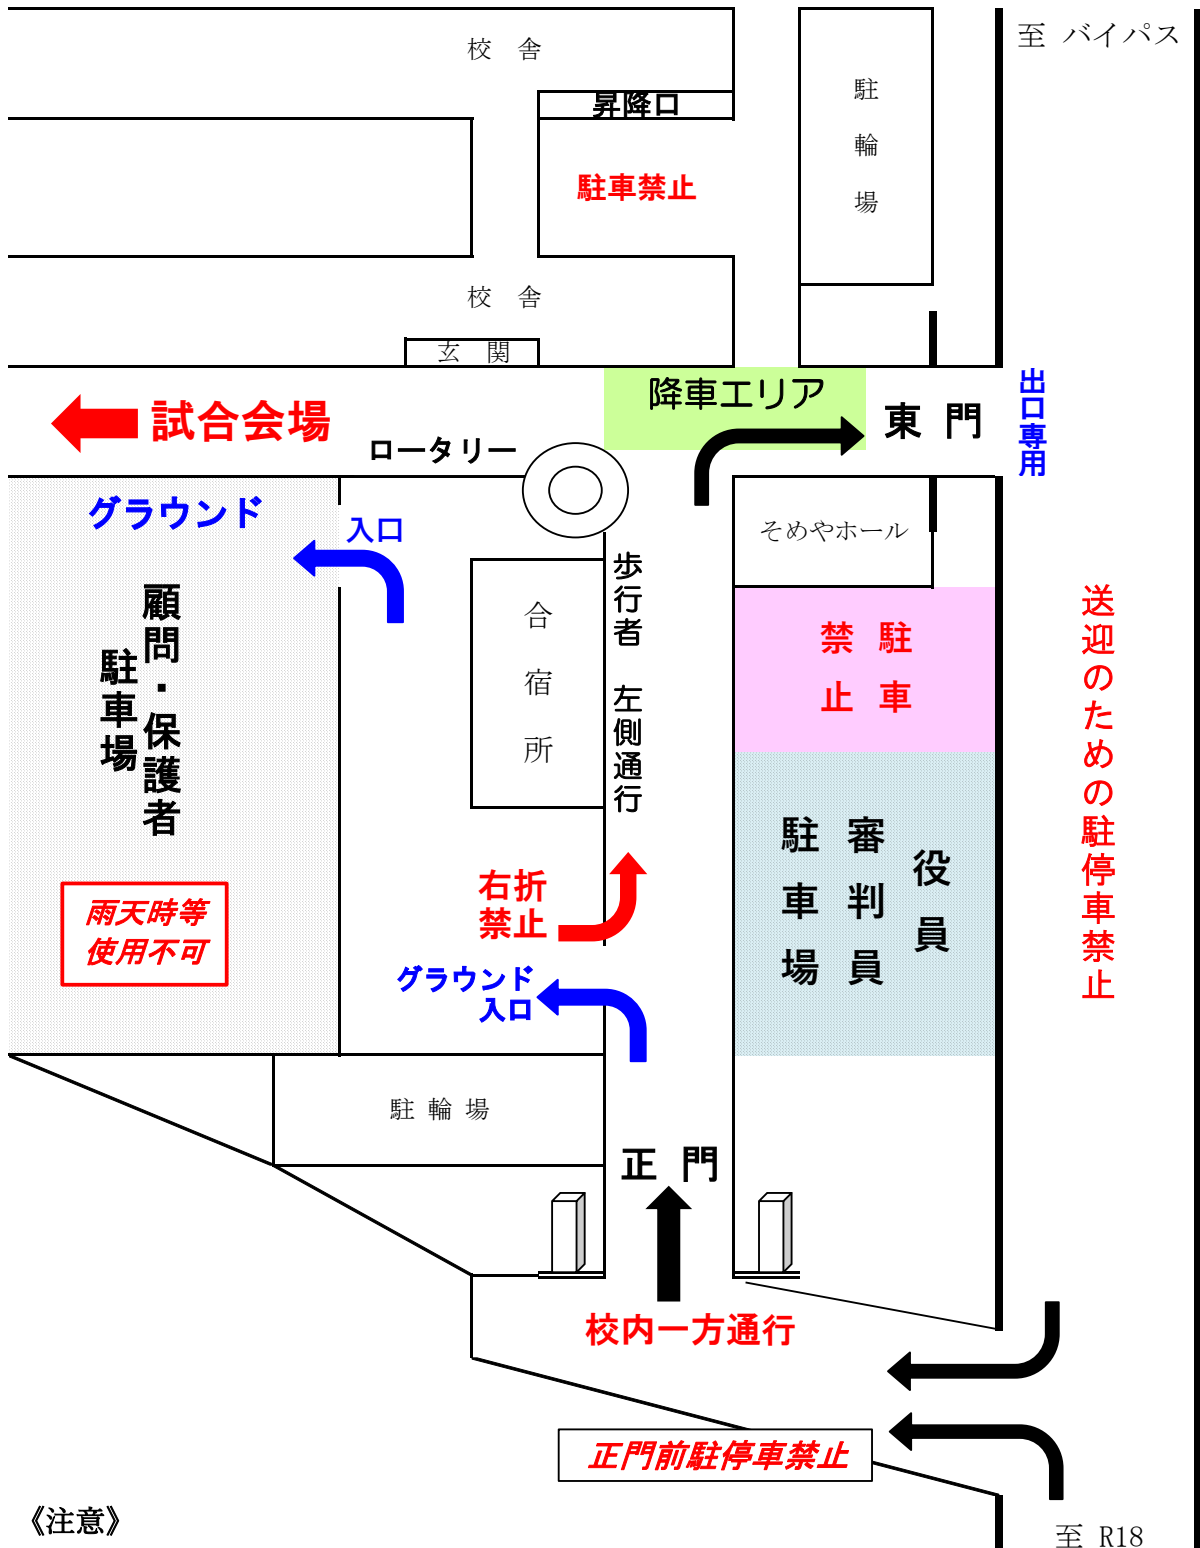 至 バイパス
校 舎
昇降口
駐輪場
駐車禁止
校 舎
玄 関
降車エリア
出口専用
試合会場
東 門
ロータリー
グラウンド
入口
そめやホール
歩行者 左側通行
合宿所
顧問・保護者
駐車場
駐車
禁止
送迎のための駐停車禁止
役員
審判員
駐車場
右折
禁止
雨天時等
使用不可
グラウンド
入口
駐 輪 場
正 門
校内一方通行
正門前駐停車禁止
《注意》
至 R18